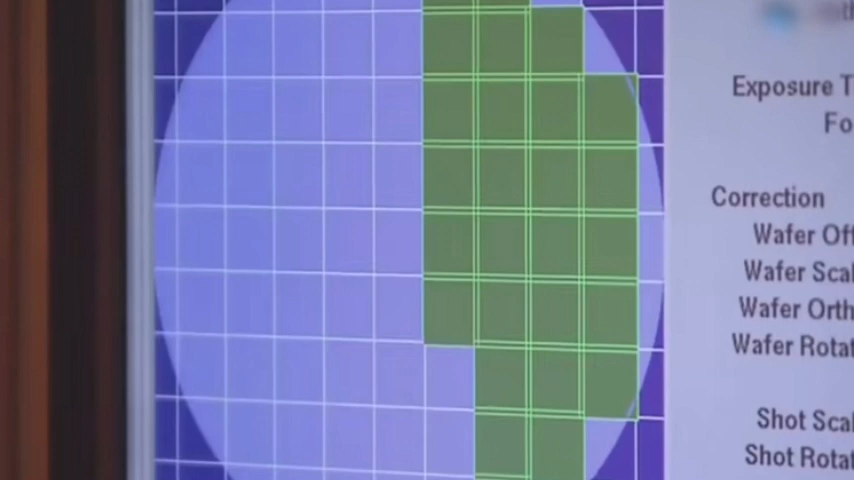 Exposure T
Fo
Correction
Wafer Off
Wafer Scal
Wafer Orth
Wafer Rotat
Shot Scal
Shot Rotat